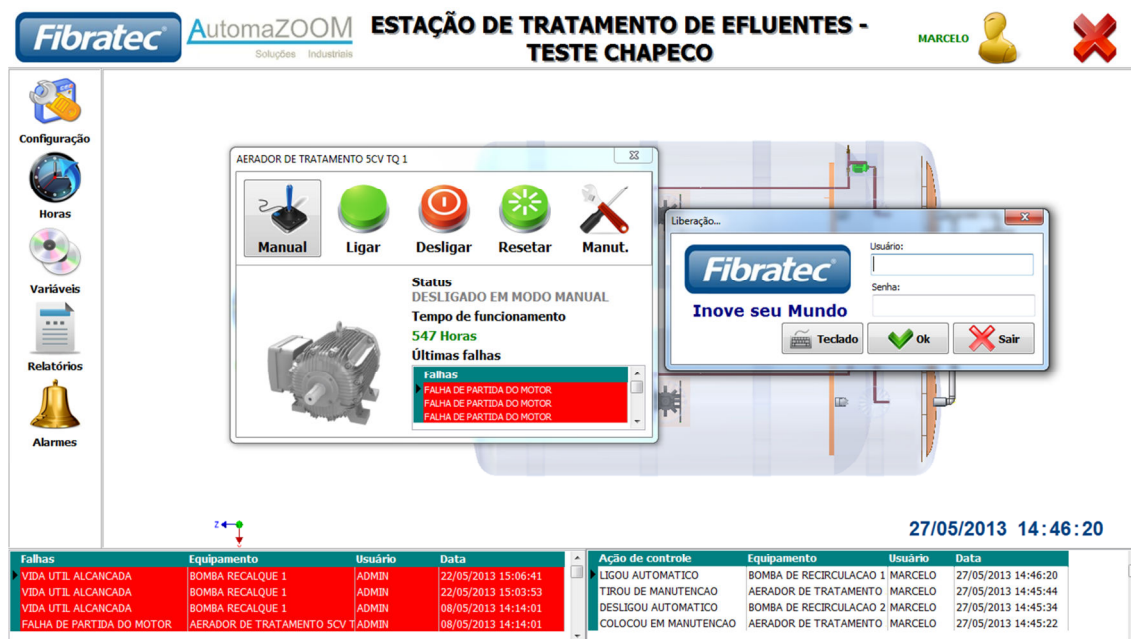 Fibratec
AutomaZOOM
Soluções Industriais
ESTAÇÃO DE TRATAMENTO DE EFLUENTES -
TESTE CHAPECO
MARCELO
Configuração
Horas
Variáveis
Relatórios
Alarmes
AERADOR DE TRATAMENTO 5CV TQ 1
Manual Ligar Desligar Resetar Manut.
Status
DESLIGADO EM MODO MANUAL
Tempo de funcionamento
547 Horas
Últimas falhas
Falhas
FALHA DE PARTIDA DO MOTOR
FALHA DE PARTIDA DO MOTOR
FALHA DE PARTIDA DO MOTOR
Liberação...
Fibratec
Inove seu Mundo
Usuário:
Senha:
Teclado Ok Sair
Z
27/05/2013 14:46:20
Falhas Equipamento Usuário Data
VIDA UTIL ALCANCADA BOMBA RECALQUE 1 ADMIN 22/05/2013 15:06:41
VIDA UTIL ALCANCADA BOMBA RECALQUE 1 ADMIN 22/05/2013 15:03:53
VIDA UTIL ALCANCADA BOMBA RECALQUE 1 ADMIN 08/05/2013 14:14:01
FALHA DE PARTIDA DO MOTOR AERADOR DE TRATAMENTO 5CV T ADMIN 08/05/2013 14:14:01
Ação de controle Equipamento Usuário Data
LIGOU AUTOMATICO BOMBA DE RECIRCULACAO 1 MARCELO 27/05/2013 14:46:20
TIROU DE MANUTENCAO AERADOR DE TRATAMENTO MARCELO 27/05/2013 14:45:44
DESLIGOU AUTOMATICO BOMBA DE RECIRCULACAO 2 MARCELO 27/05/2013 14:45:34
COLOCOU EM MANUTENCAO AERADOR DE TRATAMENTO MARCELO 27/05/2013 14:45:22